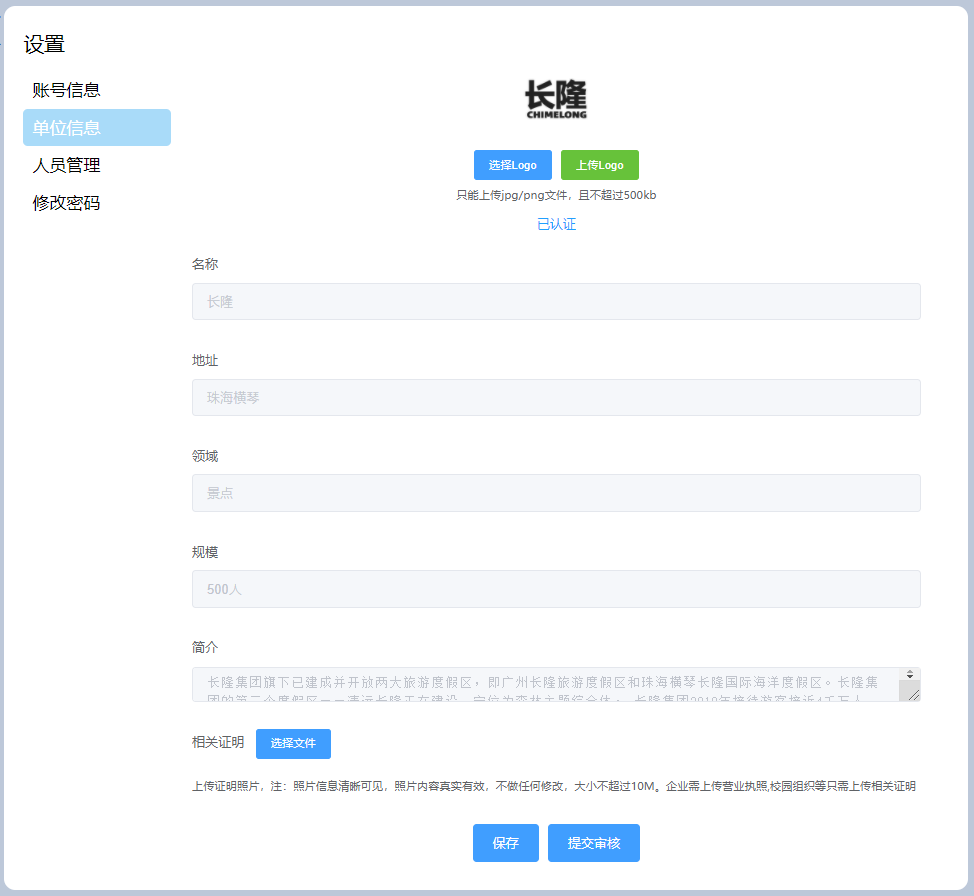 设置
账号信息
单位信息
人员管理
修改密码
长隆
CHIMELONG
选择Logo
上传Logo
只能上传jpg/png文件，且不超过500kb
已认证
名称
长隆
地址
珠海横琴
领域
景点
规模
500人
简介
长隆集团旗下已建成并开放两大旅游度假区，即广州长隆旅游度假区和珠海横琴长隆国际海洋度假区。长隆集
团的第三个度假区——清远长隆正在建设，定位为森林主题综合体。 长隆集团2019年接待游客接近4千万人
相关证明
选择文件
上传证明照片，注：照片信息清晰可见，照片内容真实有效，不做任何修改，大小不超过10M。企业需上传营业执照,校园组织等只需上传相关证明
保存
提交审核